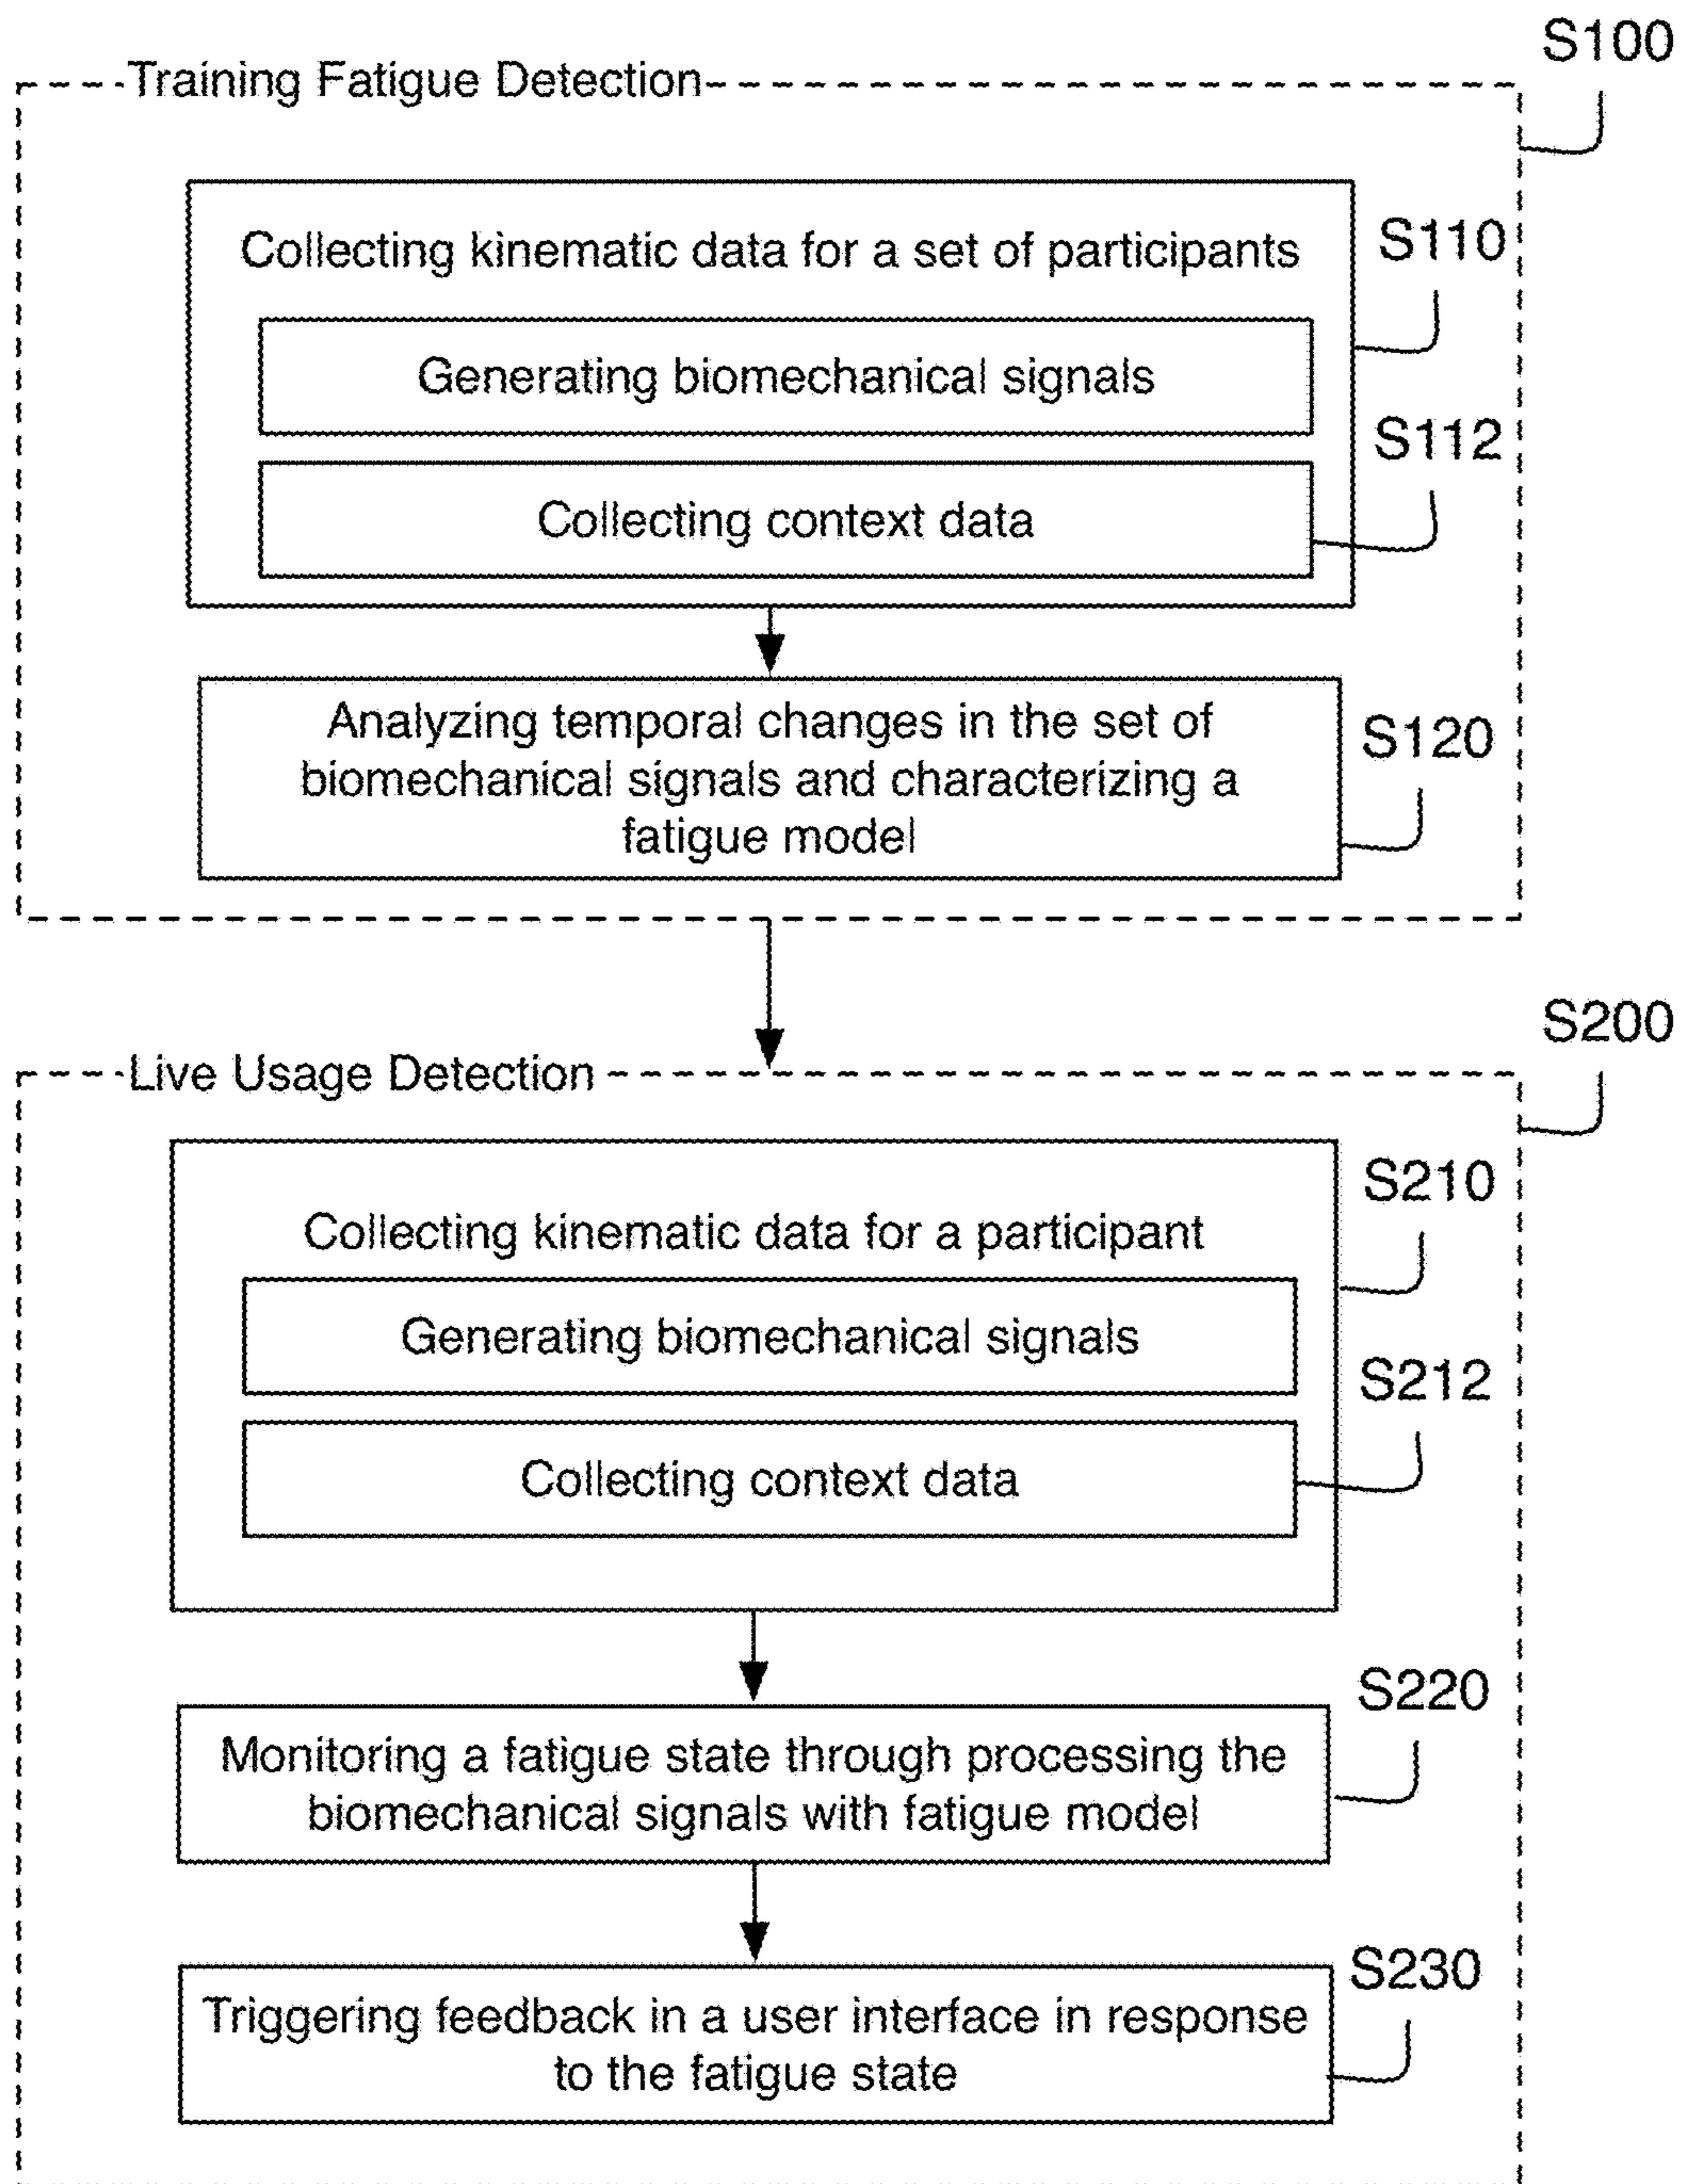 S100
Training Fatigue Detection
Collecting kinematic data for a set of participants
S110
Generating biomechanical signals
S112
Collecting context data
Analyzing temporal changes in the set of
biomechanical signals and characterizing a
fatigue model
S120
S200
Live Usage Detection
S210
Collecting kinematic data for a participant
Generating biomechanical signals
S212
Collecting context data
S220
Monitoring a fatigue state through processing the
biomechanical signals with fatigue model
S230
Triggering feedback in a user interface in response
to the fatigue state